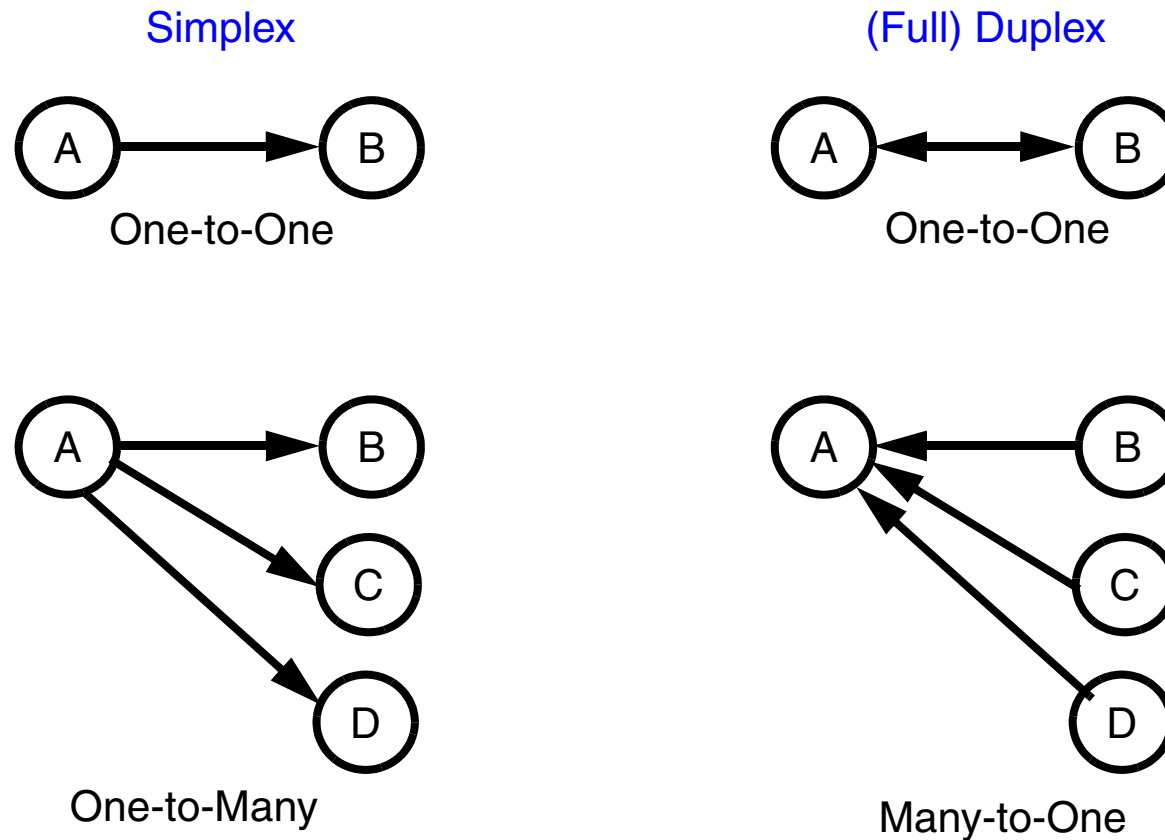 Simplex
(Full) Duplex
A
B
One-to-One
A
B
One-to-One
A
B
C
D
One-to-Many
A
B
C
D
Many-to-One